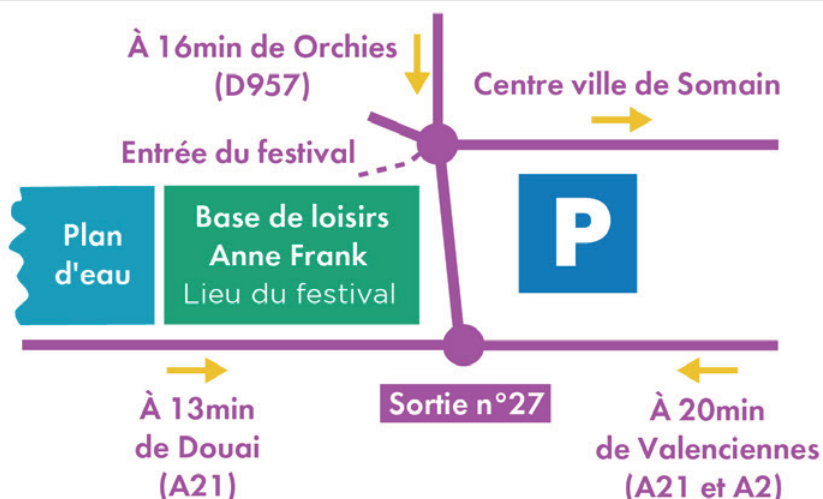 À 16min de Orchies
(D957)
Centre ville de Somain
Entrée du festival
Plan
d'eau
Base de loisirs
Anne Frank
Lieu du festival
P
Sortie n°27
À 13min
de Douai
(A21)
À 20min
de Valenciennes
(A21 et A2)